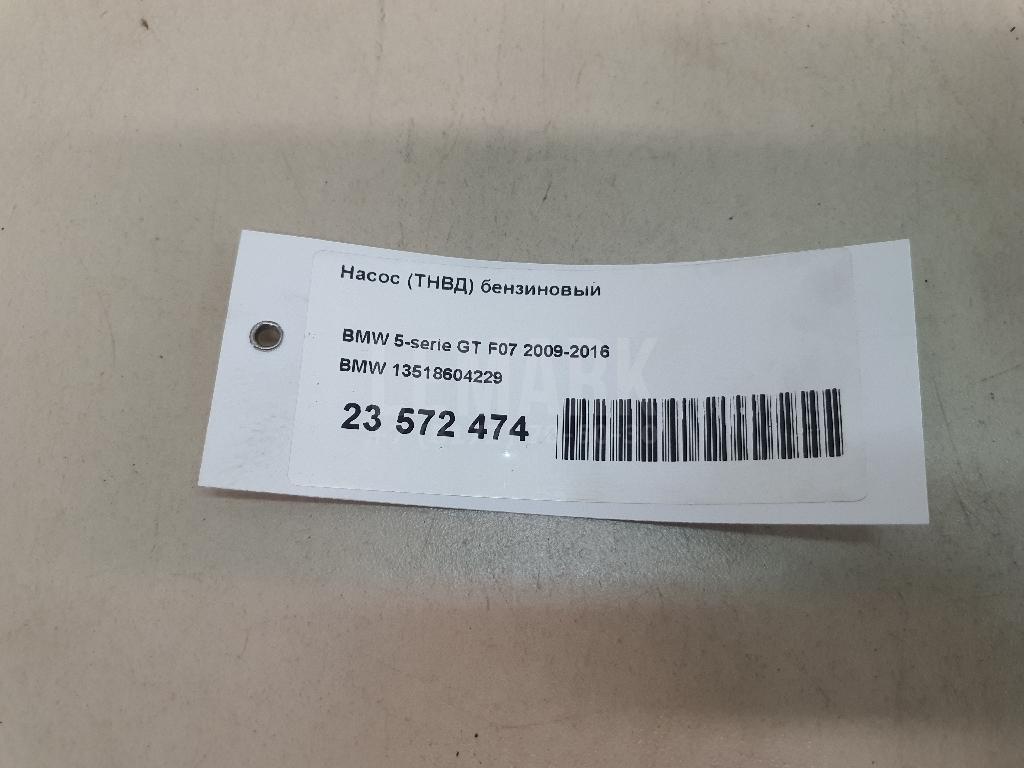 Насос (ТНВД) бензиновый
BMW 5-serie GT F07 2009-2016
BMW 13518604229
23 572 474